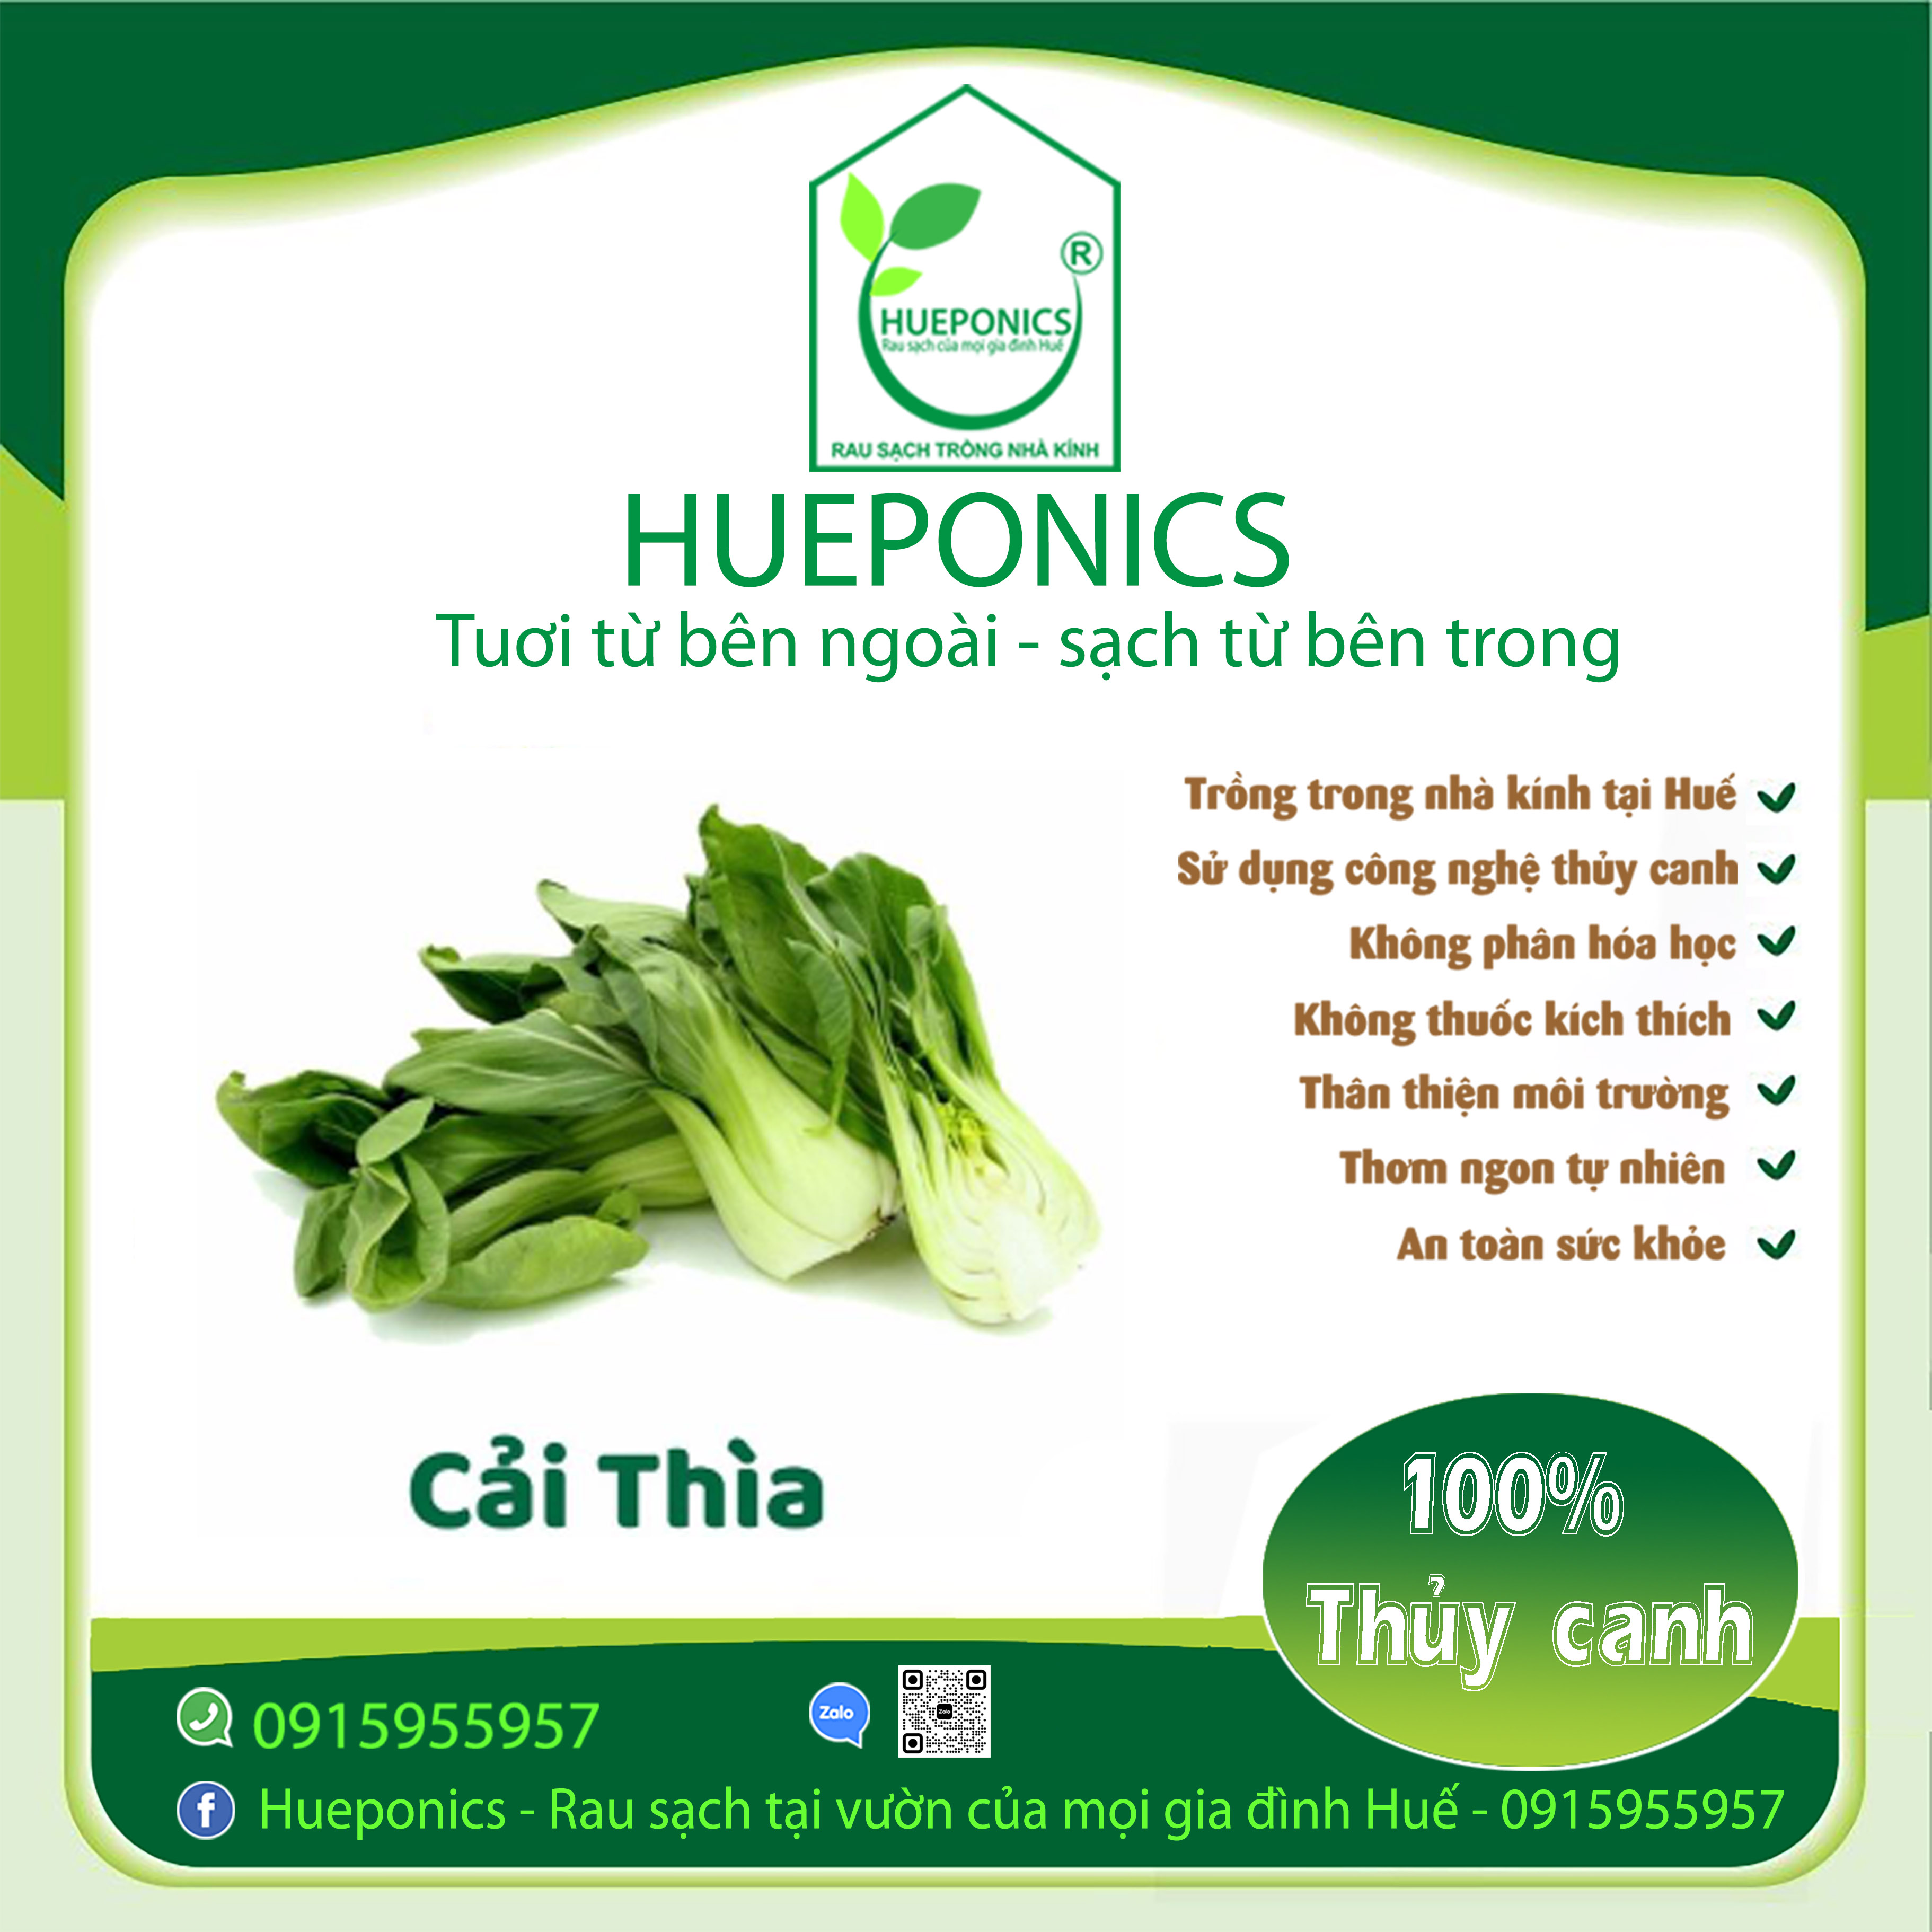 ®
HUEPONICS
Rau sạch của mọi gia đình Huế
RAU SẠCH TRỒNG NHÀ KÍNH
HUEPONICS
Tuơi từ bên ngoài - sạch từ bên trong
Trồng trong nhà kính tại Huế
Sử dụng công nghệ thủy canh
Không phân hóa học
Không thuốc kích thích
Thân thiện môi trường
Thơm ngon tự nhiên
An toàn sức khỏe
Cải Thìa
100%
Thủy canh
0915955957
Zalo
Zalo
Hueponics - Rau sạch tại vườn của mọi gia đình Huế - 0915955957